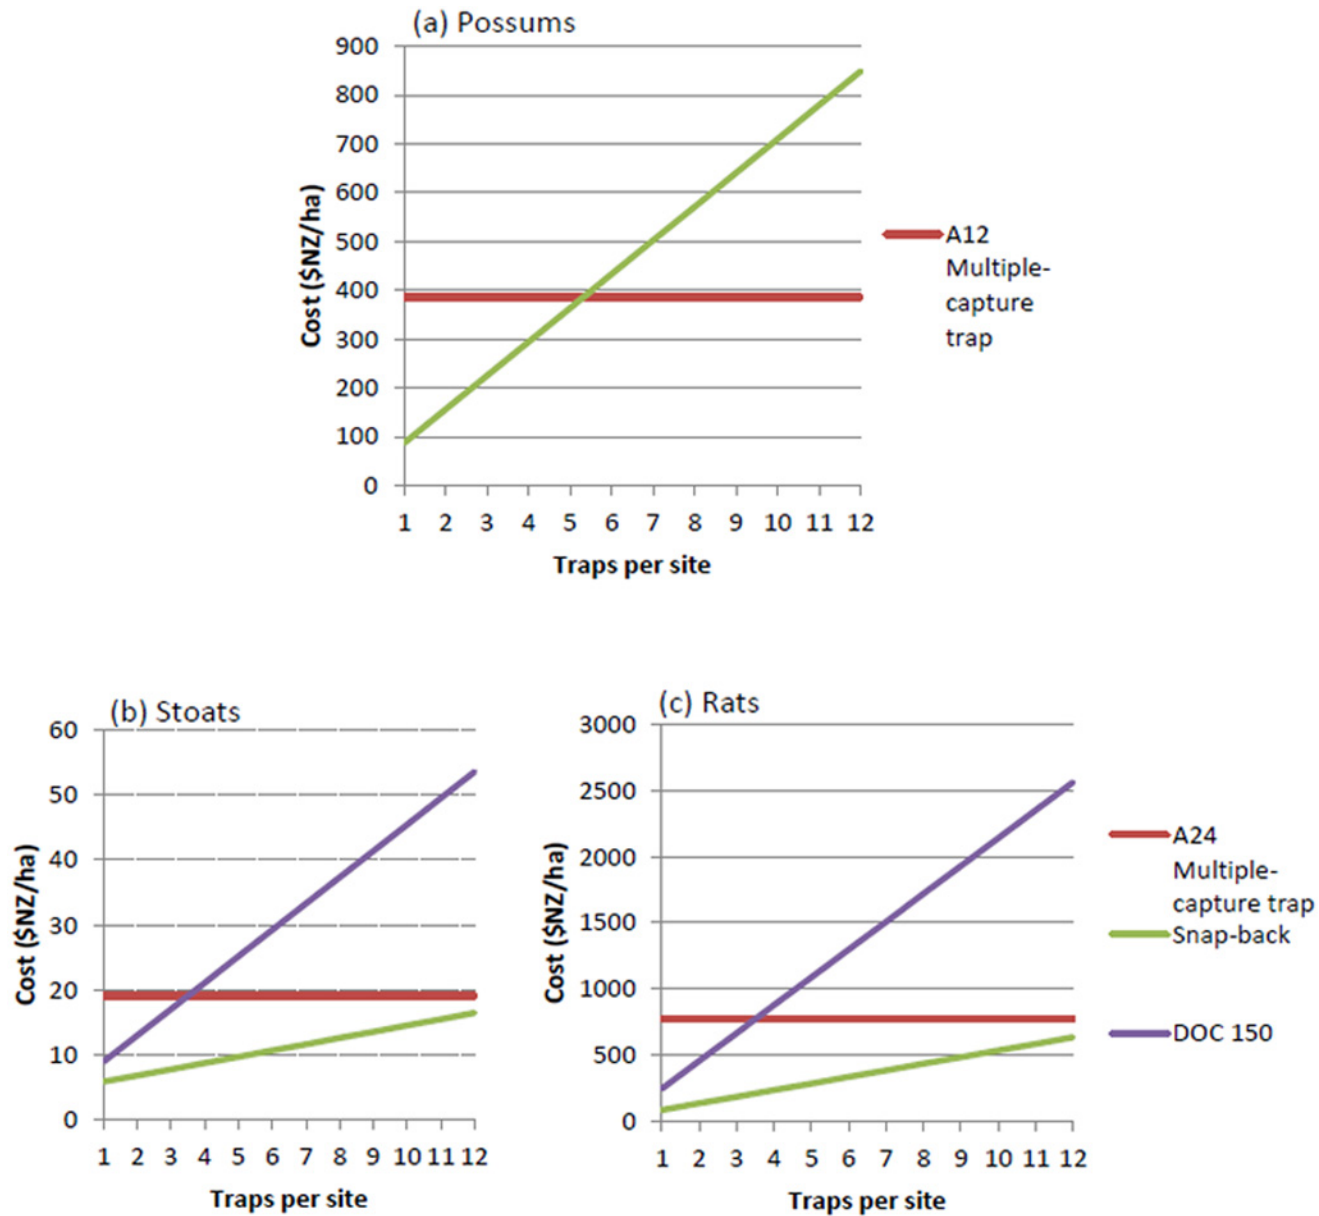 (a) Possums
900
800
700
600
500
400
300
200
100
0
Cost ($NZ/ha)
1 2 3 4 5 6 7 8 9 10 11 12
Traps per site
A12
Multiple-
capture
trap
(b) Stoats
60
50
40
30
20
10
0
Cost ($NZ/ha)
1 2 3 4 5 6 7 8 9 10 11 12
Traps per site
(c) Rats
3000
2500
2000
1500
1000
500
0
Cost ($NZ/ha)
1 2 3 4 5 6 7 8 9 10 11 12
Traps per site
A24
Multiple-
capture trap
Snap-back
DOC 150